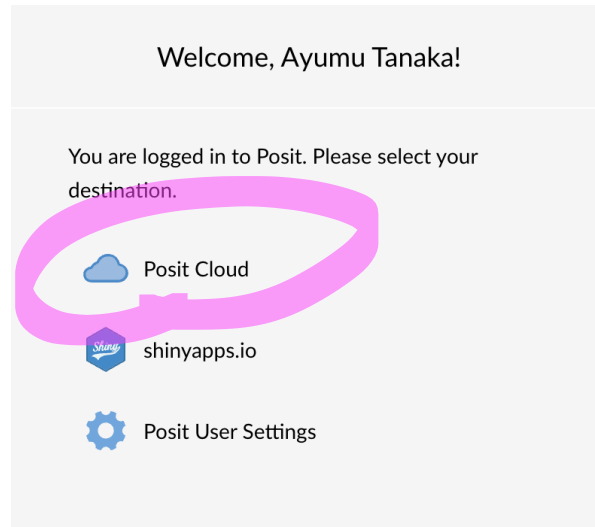 Welcome, Ayumu Tanaka!
You are logged in to Posit. Please select your
destination.
Posit Cloud
Shiny
shinyapps.io
Posit User Settings